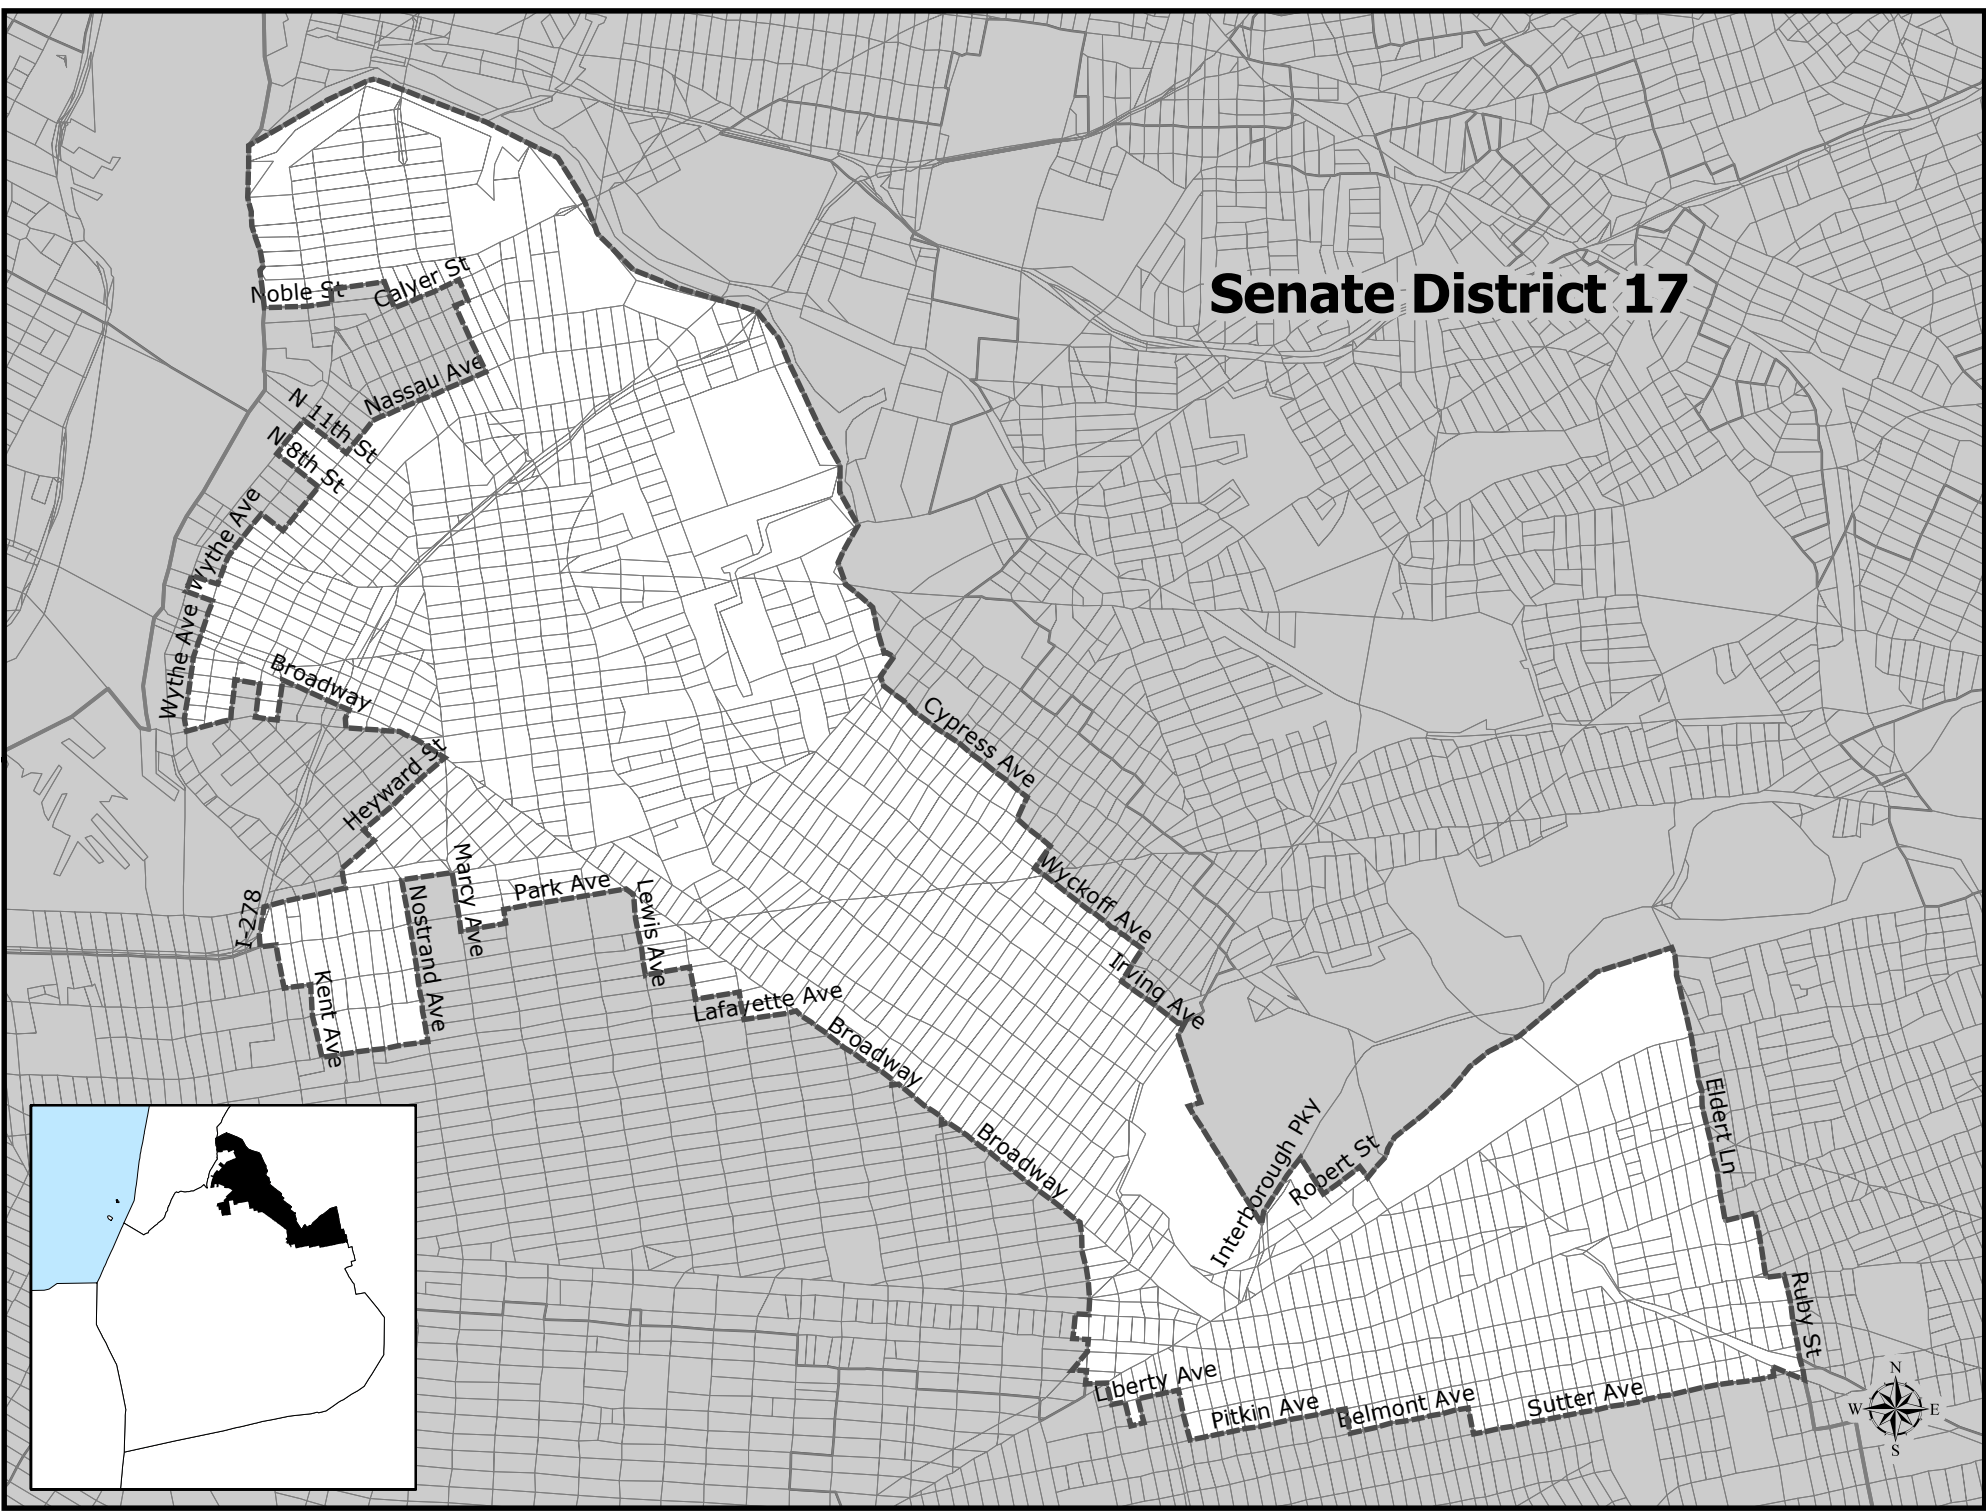 Senate District 17
Noble St
Calyer St
Nassau Ave
N 11th St
N 8th St
Wythe Ave
Wythe Ave
Broadway
Heyward St
I-278
Marcy Ave
Nostrand Ave
Park Ave
Lewis Ave
Kent Ave
Lafayette Ave
Cypress Ave
Wyckoff Ave
Irving Ave
Broadway
Broadway
Interborough Pky
Robert St
Eldert Ln
Ruby St
Liberty Ave
Pitkin Ave
Belmont Ave
Sutter Ave
N
W E
S